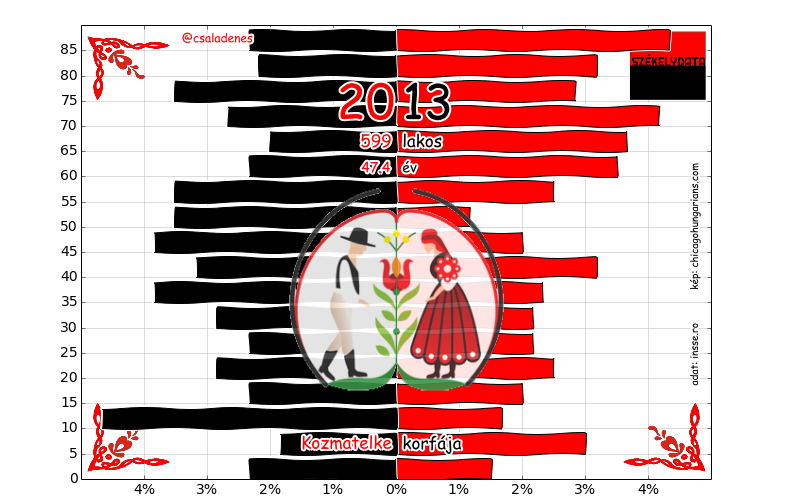 @csaladenes
SZÉKELYDATA
2013
599 lakos
47.4 év
kép: chicagohungarians.com
adat: insse.ro
Kozmatelke korfája
85
80
75
70
65
60
55
50
45
40
35
30
25
20
15
10
5
0
4% 3% 2% 1% 0% 1% 2% 3% 4%